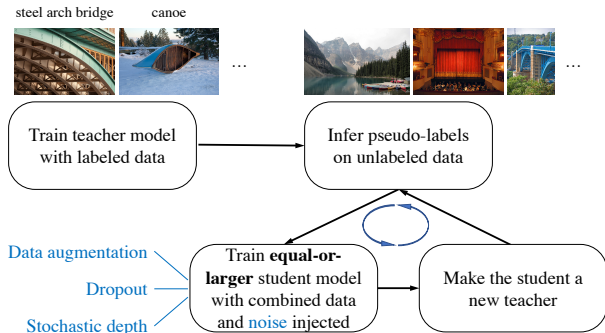 steel arch bridge
canoe
...
...
Train teacher model
with labeled data
Infer pseudo-labels
on unlabeled data
Data augmentation
Dropout
Stochastic depth
Train equal-or-
larger student model
with combined data
and noise injected
Make the student a
new teacher